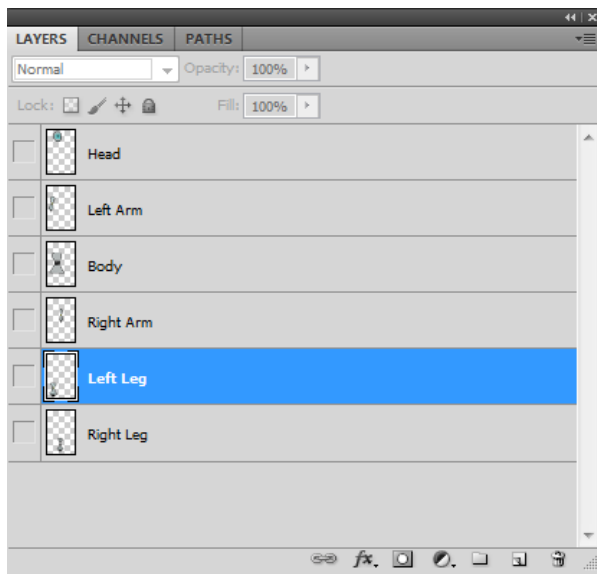 LAYERS CHANNELS PATHS
Normal Opacity: 100%
Lock: Fill: 100%
Head
Left Arm
Body
Right Arm
Left Leg
Right Leg
fx.